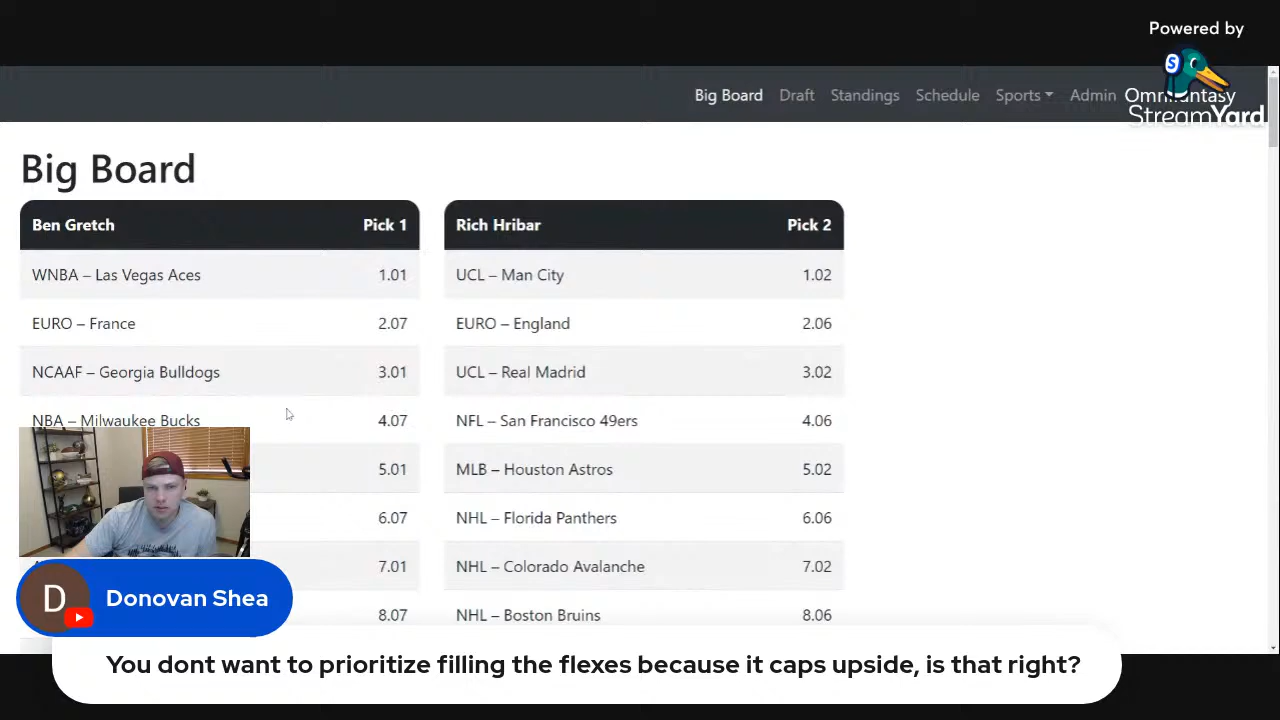 Powered by
Big Board Draft Standings Schedule Sports Admin
StreamYard
Big Board
Ben Gretch Pick 1
WNBA – Las Vegas Aces 1.01
EURO – France 2.07
NCAAF – Georgia Bulldogs 3.01
NBA – Milwaukee Bucks 4.07
5.01
6.07
7.01
8.07
Rich Hribar Pick 2
UCL – Man City 1.02
EURO – England 2.06
UCL – Real Madrid 3.02
NFL – San Francisco 49ers 4.06
MLB – Houston Astros 5.02
NHL – Florida Panthers 6.06
NHL – Colorado Avalanche 7.02
NHL – Boston Bruins 8.06
D
Donovan Shea
You dont want to prioritize filling the flexes because it caps upside, is that right?